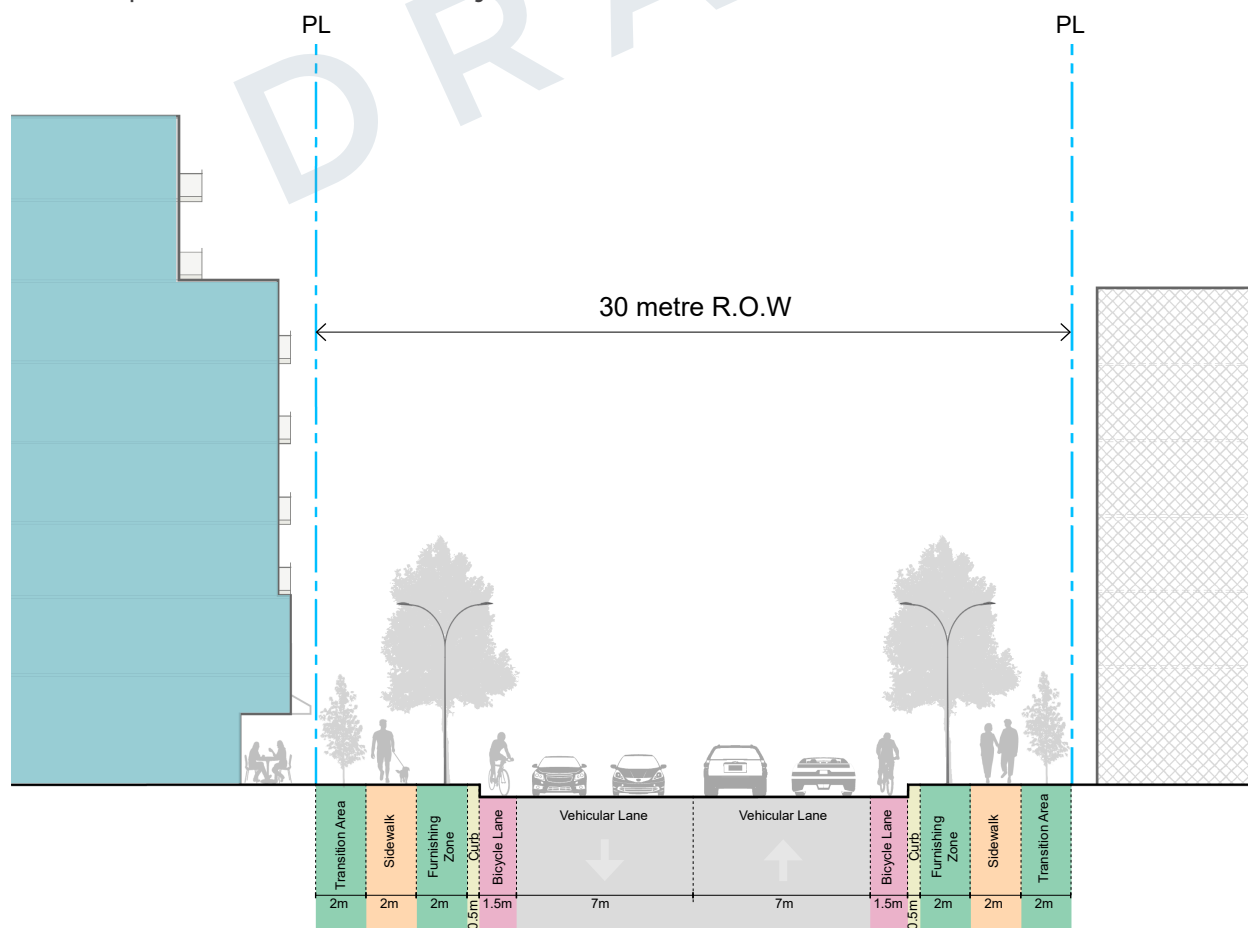 DRA
PL
PL
30 metre R.O.W
Transition Area
Sidewalk
Furnishing
Zone
Curb
Bicycle Lane
Vehicular Lane
Vehicular Lane
Bicycle Lane
Curb
Furnishing
Zone
Sidewalk
Transition Area
2m
2m
2m
0.5m
1.5m
7m
7m
1.5m
0.5m
2m
2m
2m